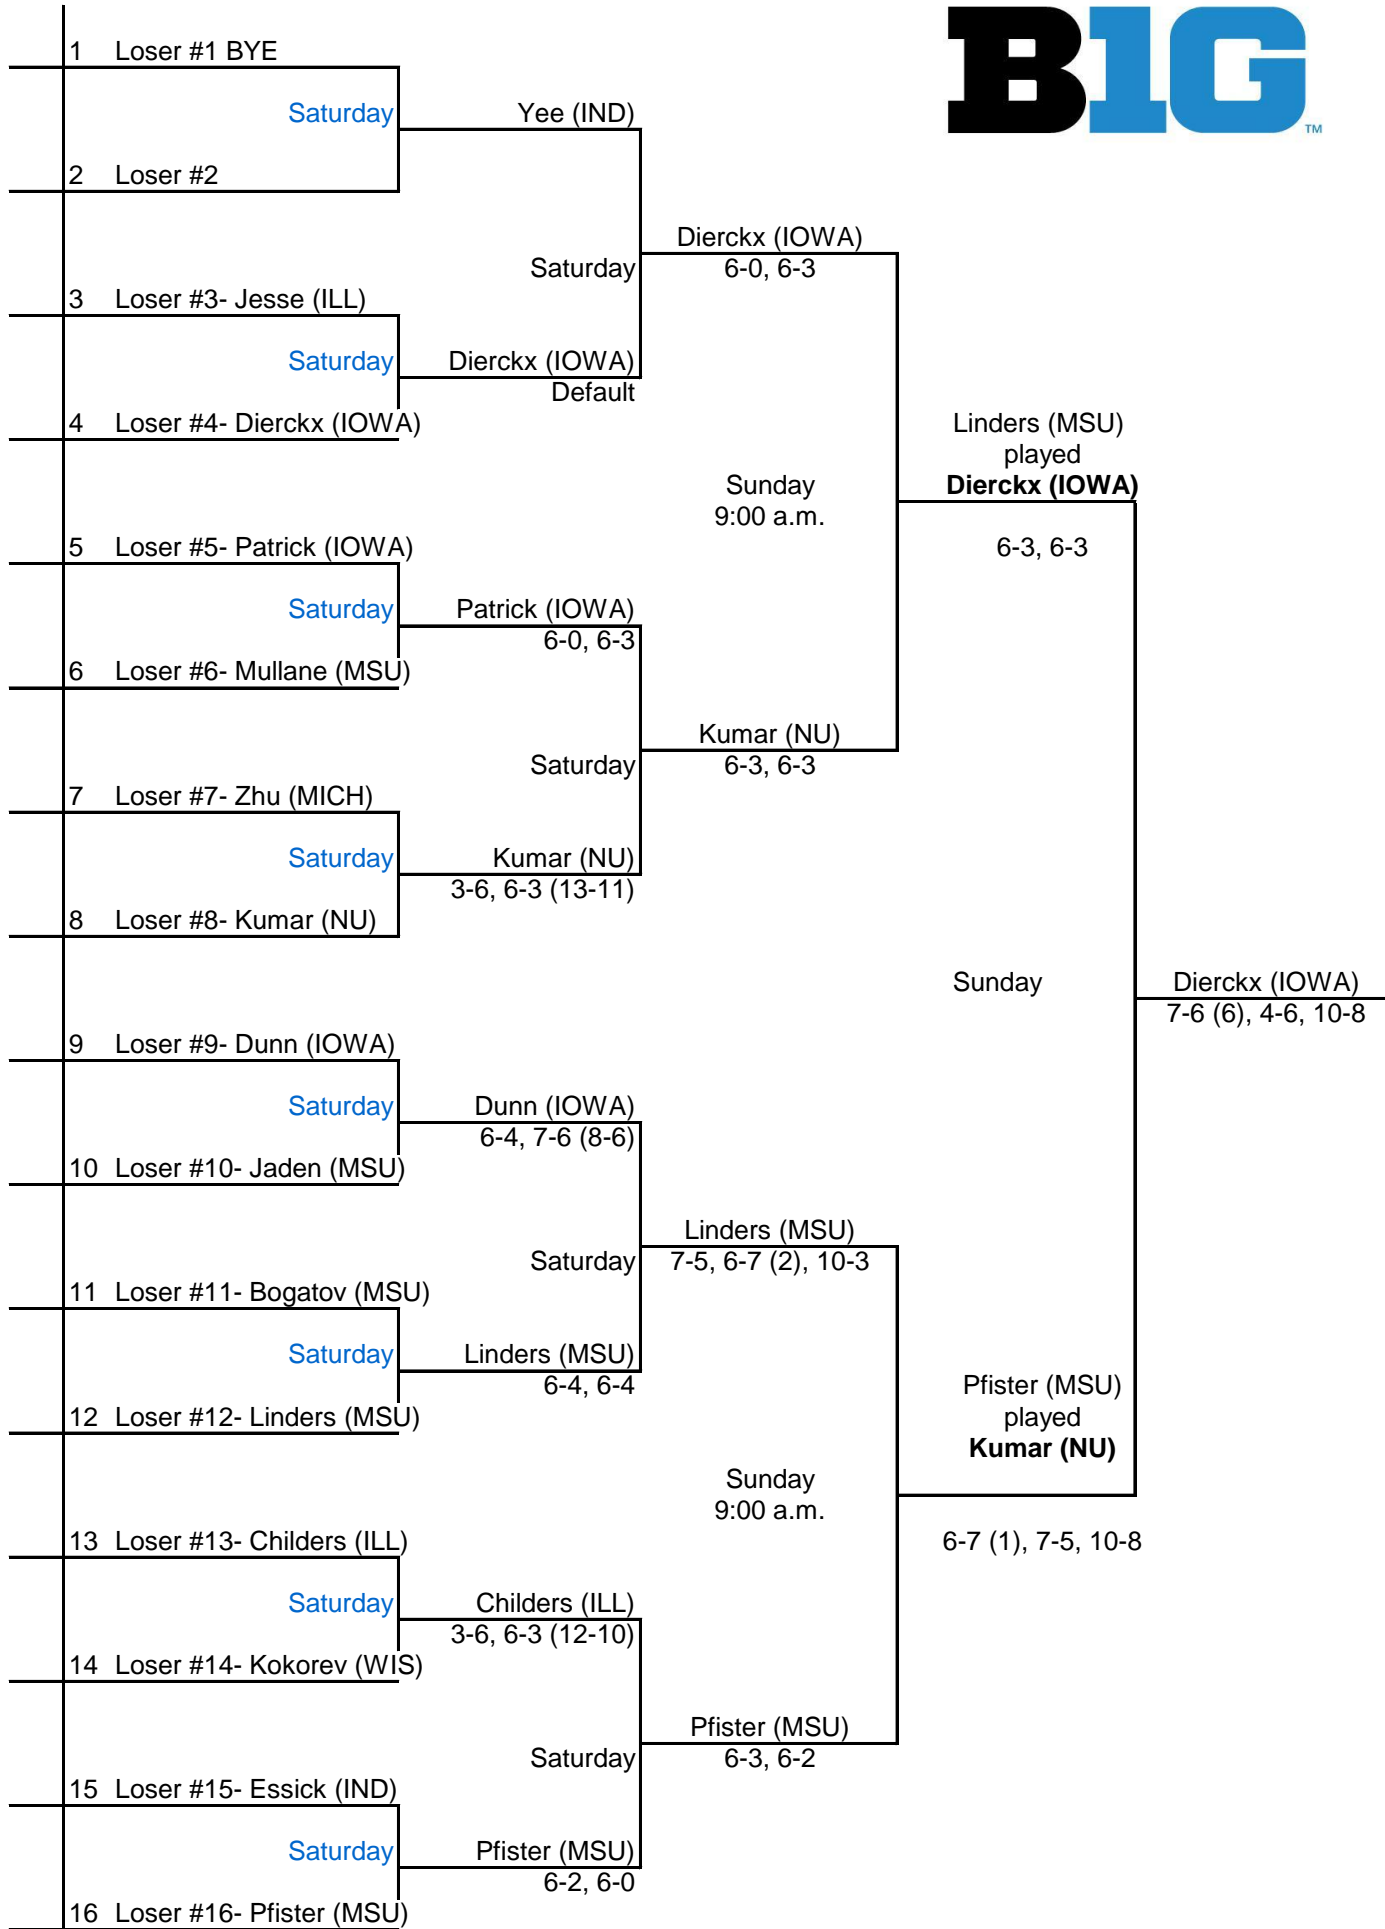 B1G
TM
1 Loser #1 BYE
Saturday
Yee (IND)
2 Loser #2
Dierckx (IOWA)
Saturday
6-0, 6-3
3 Loser #3- Jesse (ILL)
Saturday
Dierckx (IOWA)
Default
4 Loser #4- Dierckx (IOWA)
Linders (MSU)
played
Sunday
Dierckx (IOWA)
9:00 a.m.
5 Loser #5- Patrick (IOWA)
6-3, 6-3
Saturday
Patrick (IOWA)
6-0, 6-3
6 Loser #6- Mullane (MSU)
Kumar (NU)
Saturday
6-3, 6-3
7 Loser #7- Zhu (MICH)
Saturday
Kumar (NU)
3-6, 6-3 (13-11)
8 Loser #8- Kumar (NU)
Sunday
Dierckx (IOWA)
7-6 (6), 4-6, 10-8
9 Loser #9- Dunn (IOWA)
Saturday
Dunn (IOWA)
6-4, 7-6 (8-6)
10 Loser #10- Jaden (MSU)
Linders (MSU)
Saturday
7-5, 6-7 (2), 10-3
11 Loser #11- Bogatov (MSU)
Saturday
Linders (MSU)
6-4, 6-4
12 Loser #12- Linders (MSU)
Pfister (MSU)
played
Kumar (NU)
Sunday
9:00 a.m.
13 Loser #13- Childers (ILL)
6-7 (1), 7-5, 10-8
Saturday
Childers (ILL)
3-6, 6-3 (12-10)
14 Loser #14- Kokorev (WIS)
Pfister (MSU)
Saturday
6-3, 6-2
15 Loser #15- Essick (IND)
Saturday
Pfister (MSU)
6-2, 6-0
16 Loser #16- Pfister (MSU)